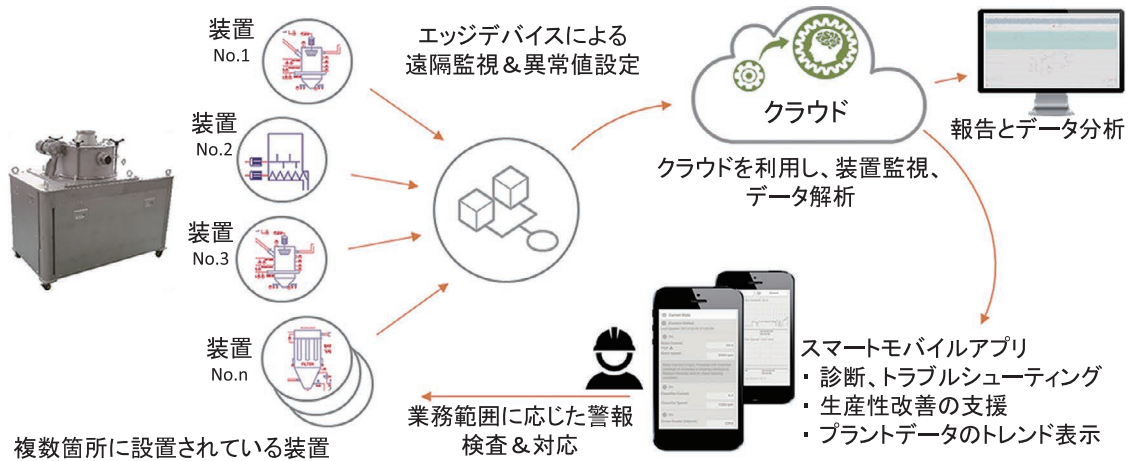 装置
No.1
装置
No.2
装置
No.3
装置
No.n
複数箇所に設置されている装置
エッジデバイスによる
遠隔監視＆異常値設定
クラウド
クラウドを利用し、装置監視、
データ解析
報告とデータ分析
スマートモバイルアプリ
・ 診断、トラブルシューティング
・ 生産性改善の支援
・ プラントデータのトレンド表示
業務範囲に応じた警報
検査＆対応
FILTER